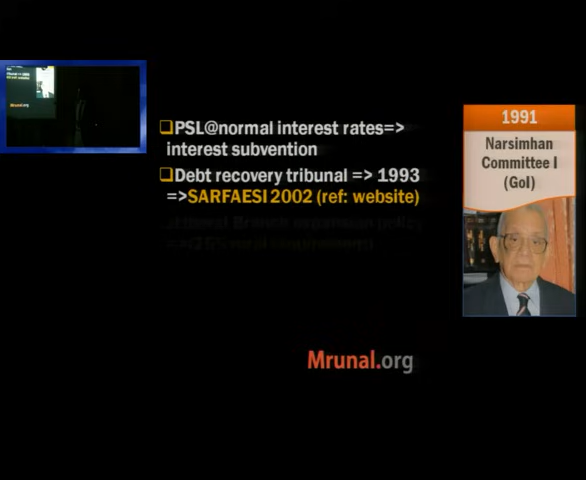 ❑PSL@normal interest rates=>
interest subvention
❑Debt recovery tribunal => 1993
=>SARFAESI 2002 (ref: website)
1991
Narsimhan
Committee I
(GoI)
Mrunal.org